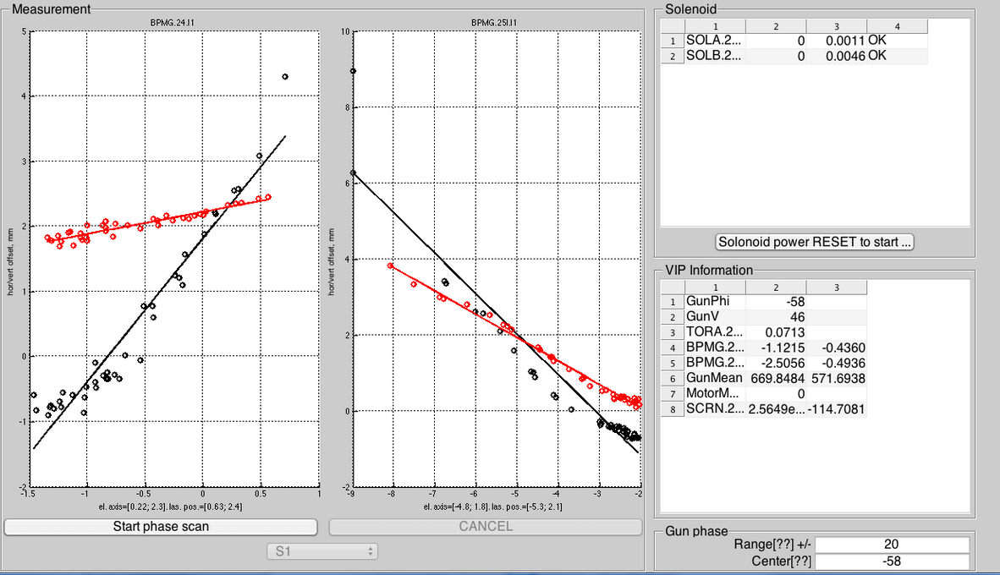 Measurement
BPMG.24.I1
5
4
3
2
1
0
-1
-2
hor/vert offset, mm
-1.5 -1 -0.5 0 0.5 1
el. axis=[0.22; 2.3]. las. pos.=[0.63; 2.4]
BPMG.25I.I1
10
8
6
4
2
0
-2
hor/vert offset, mm
-9 -8 -7 -6 -5 -4 -3 -2
el. axis=[-4.8; 1.8]. las. pos.=[-5.3; 2.1]
Start phase scan
CANCEL
S1
Solenoid
1 2 3 4
1 SOLA.2... 0 0.0011 OK
2 SOLB.2... 0 0.0046 OK
Solonoid power RESET to start ...
VIP Information
1 2 3
1 GunPhi -58
2 GunV 46
3 TORA.2... 0.0713
4 BPMG.2... -1.1215 -0.4360
5 BPMG.2... -2.5056 -0.4936
6 GunMean 669.8484 571.6938
7 MotorM... 0
8 SCRN.2... 2.5649e... -114.7081
Gun phase
Range[??] +/- 20
Center[??] -58